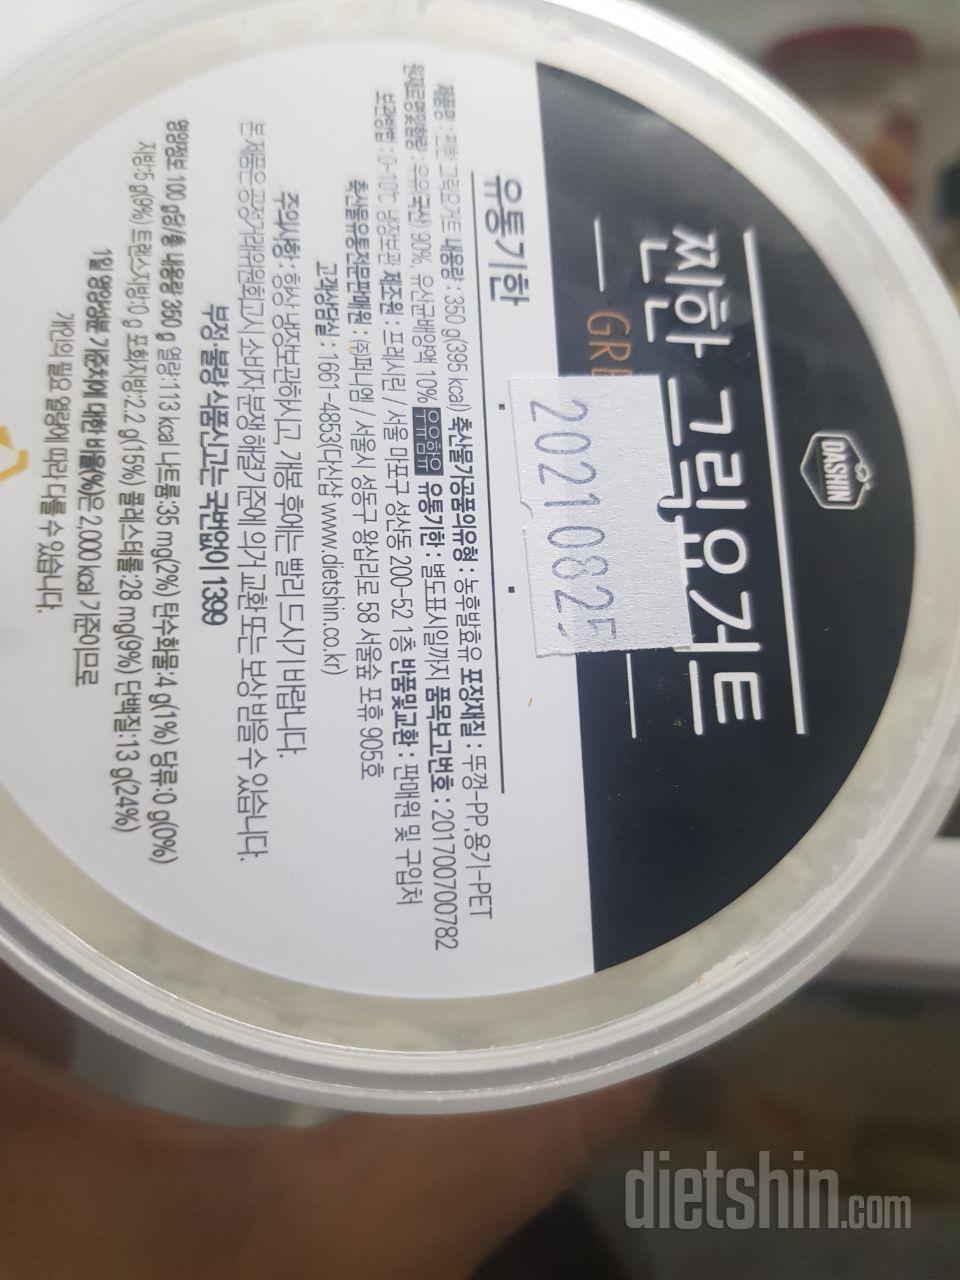 DASHIN
찐한 그릭요거트
GRE
20210825
유통기한
제품명 : 찐한 그릭요거트 내용량 : 350 g(395 kcal) 축산물가공품의유형 : 농후발효유 포장재질 : 뚜껑-PP,용기-PET
원재료명및함량 : 우유(국산) 90%, 유산균배양액 10% 우유함유 유통기한 : 별도표시일까지 품목보고번호 : 201700700782
보관방법 : 0~10℃ 냉장보관 제조원 : 프레시린 / 서울 마포구 성산동 200-52 1층 반품및교환 : 판매원 및 구입처
축산물유통전문판매원 : ㈜퍼니엠 / 서울시 성동구 왕십리로 58 서울숲 포휴 905호
고객상담실 : 1661-4853(다신샵 www.dietshin.co.kr)
주의사항 : 항상 냉장보관하시고, 개봉 후에는 빨리 드시기 바랍니다.
본 제품은 공정거래위원회고시 소비자분쟁해결기준에 의거 교환 또는 보상 받을 수 있습니다.
부정·불량 식품신고는 국번없이 1399
영양정보 100 g당/총 내용량 350 g 열량:113 kcal 나트륨:35 mg(2%) 탄수화물:4 g(1%) 당류:0 g(0%)
지방:5 g(9%) 트랜스지방:0 g 포화지방:2.2 g(15%) 콜레스테롤:28 mg(9%) 단백질:13 g(24%)
1일 영양성분 기준치에 대한 비율(%)은 2,000 kcal 기준이므로
개인의 필요 열량에 따라 다를 수 있습니다.
dietshin.com